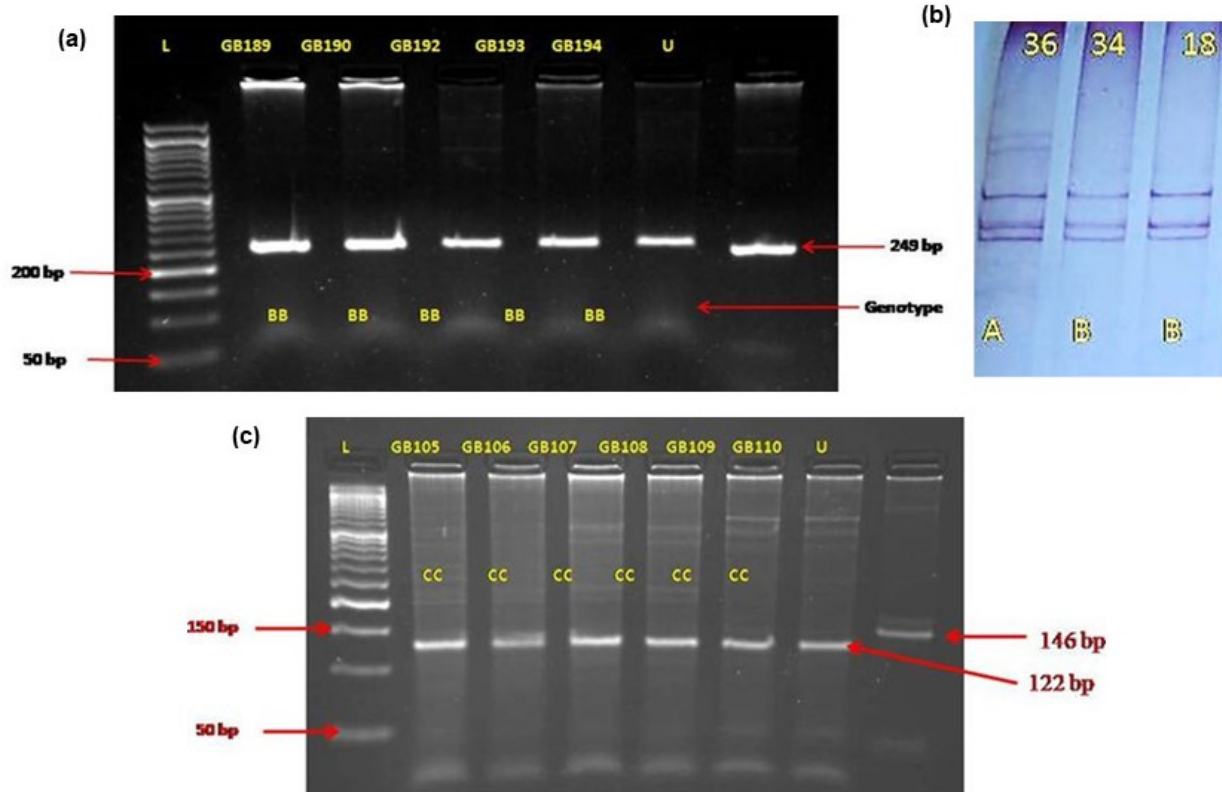 (a)
L GB189 GB190 GB192 GB193 GB194 U
200 bp
249 bp
BB BB BB BB BB
Genotype
50 bp
(b)
36 34 18
A B B
(c)
L GB105 GB106 GB107 GB108 GB109 GB110 U
CC CC CC CC CC CC
150 bp
146 bp
122 bp
50 bp